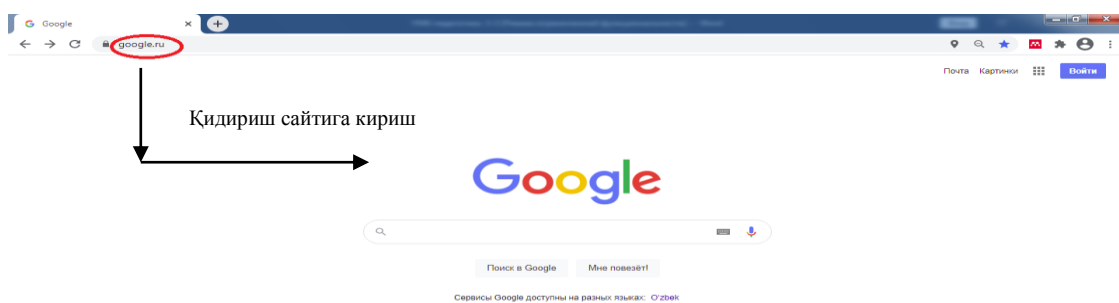 Google
google.ru
Почта Картинки Войти
Қидириш сайтига кириш
Google
Поиск в Google Мне повезёт!
Сервисы Google доступны на разных языках: O'zbek